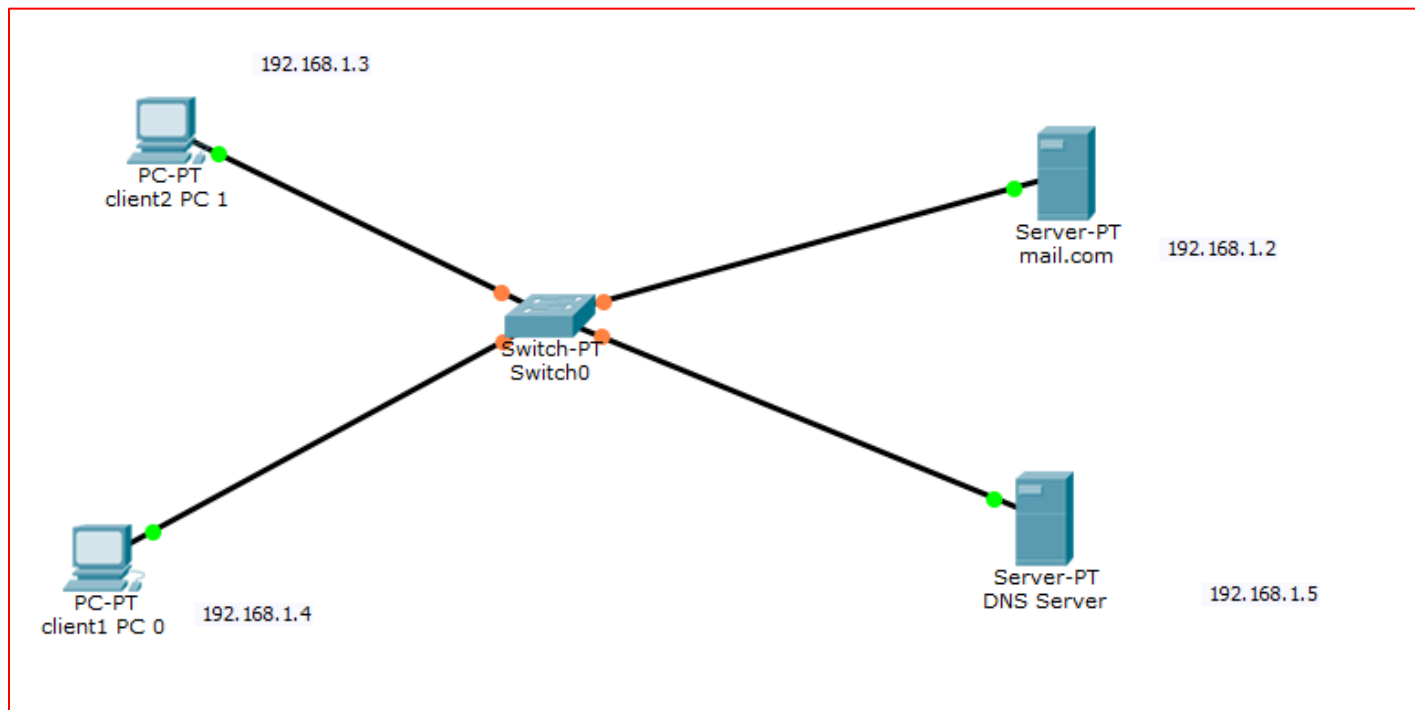 192.168.1.3
PC-PT
client2 PC 1
Server-PT
mail.com
192.168.1.2
Switch-PT
Switch0
PC-PT
client1 PC 0
192.168.1.4
Server-PT
DNS Server
192.168.1.5